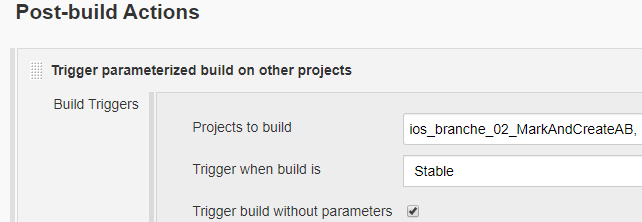 Post-build Actions
Trigger parameterized build on other projects
Build Triggers
Projects to build
ios_branche_02_MarkAndCreateAB,
Trigger when build is
Stable
Trigger build without parameters